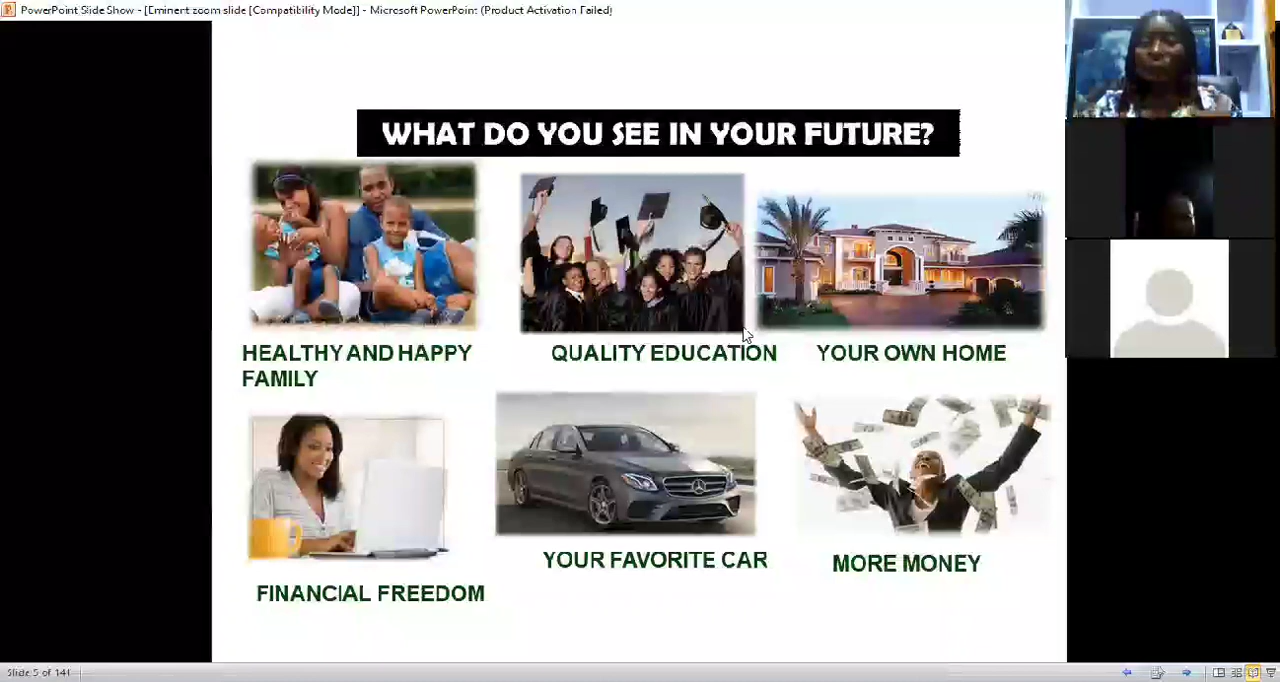 PowerPoint Slide Show - [Eminent zoom slide [Compatibility Mode]] - Microsoft PowerPoint (Product Activation Failed)
WHAT DO YOU SEE IN YOUR FUTURE?
HEALTHY AND HAPPY
FAMILY
QUALITY EDUCATION
YOUR OWN HOME
FINANCIAL FREEDOM
YOUR FAVORITE CAR
MORE MONEY
Slide 5 of 141